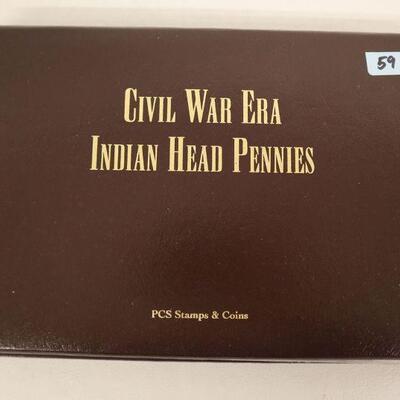 59
CIVIL WAR ERA
INDIAN HEAD PENNIES
PCS Stamps & Coins